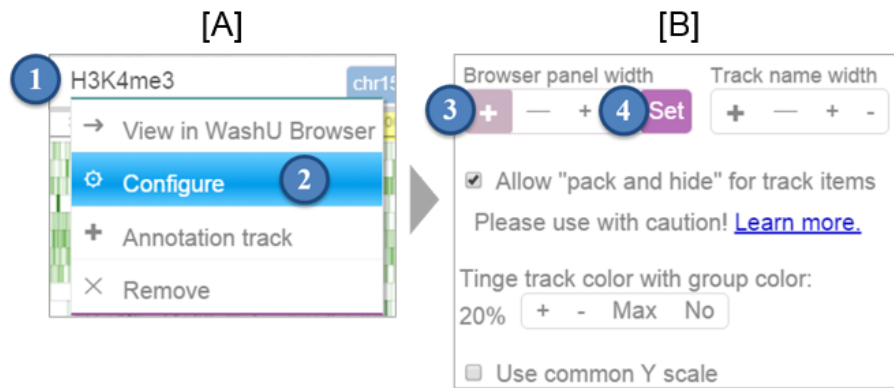 [A]
[B]
1 H3K4me3 chr15
→ View in WashU Browser
Configure 2
+ Annotation track
× Remove
Browser panel width Track name width
3 + — + 4 Set + — + -
Allow "pack and hide" for track items
Please use with caution! Learn more.
Tinge track color with group color:
20% + - Max No
Use common Y scale